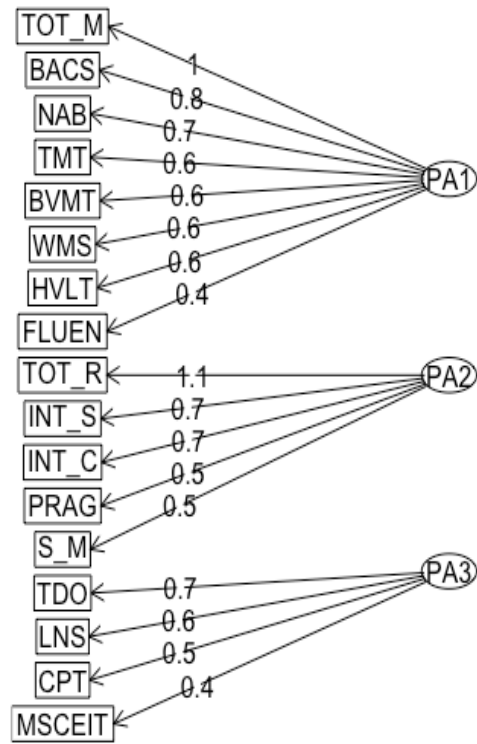 TOT_M
1
BACS
0.8
NAB
0.7
TMT
0.6
PA1
BVMT
0.6
WMS
0.6
HVLT
0.6
FLUEN
0.4
TOT_R
1.1
PA2
INT_S
0.7
INT_C
0.7
PRAG
0.5
S_M
0.5
TDO
0.7
PA3
LNS
0.6
CPT
0.5
MSCEIT
0.4